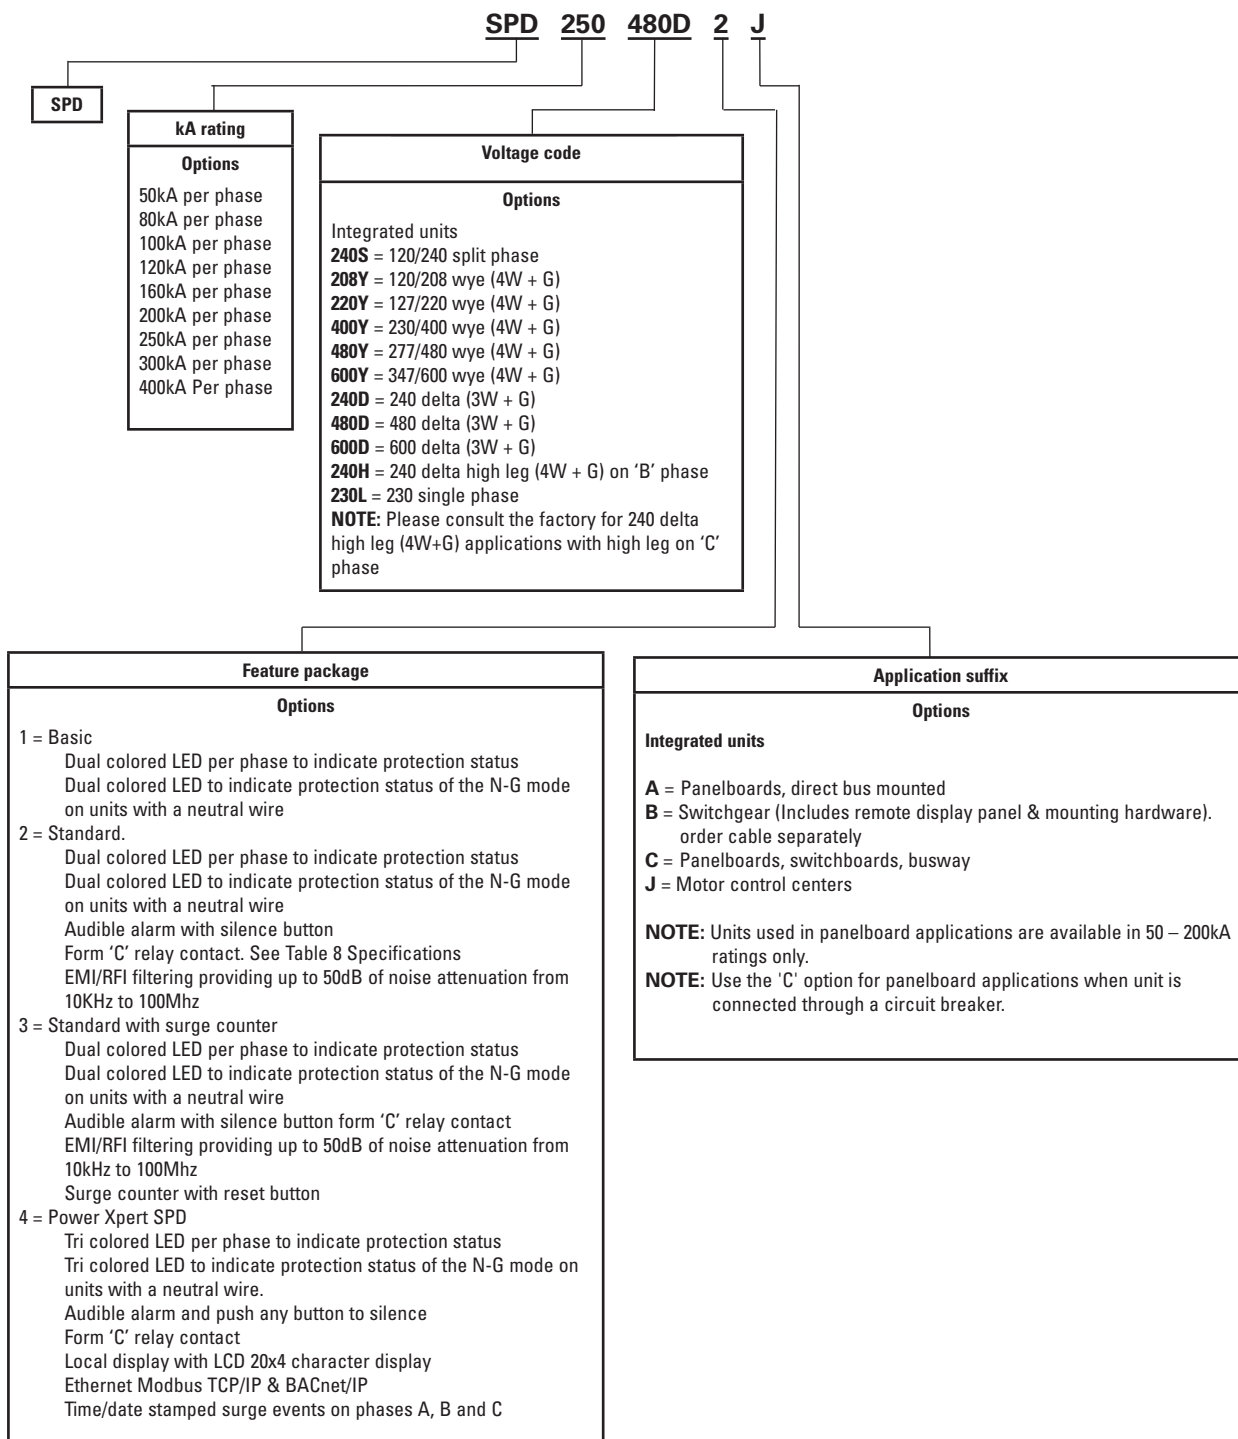 SPD 250 480D 2 J
SPD
kA rating
Options
50kA per phase
80kA per phase
100kA per phase
120kA per phase
160kA per phase
200kA per phase
250kA per phase
300kA per phase
400kA Per phase
Voltage code
Options
Integrated units
240S = 120/240 split phase
208Y = 120/208 wye (4W + G)
220Y = 127/220 wye (4W + G)
400Y = 230/400 wye (4W + G)
480Y = 277/480 wye (4W + G)
600Y = 347/600 wye (4W + G)
240D = 240 delta (3W + G)
480D = 480 delta (3W + G)
600D = 600 delta (3W + G)
240H = 240 delta high leg (4W + G) on ‘B’ phase
230L = 230 single phase
NOTE: Please consult the factory for 240 delta
high leg (4W+G) applications with high leg on ‘C’
phase
Feature package
Options
1 = Basic
Dual colored LED per phase to indicate protection status
Dual colored LED to indicate protection status of the N-G mode
on units with a neutral wire
2 = Standard.
Dual colored LED per phase to indicate protection status
Dual colored LED to indicate protection status of the N-G mode
on units with a neutral wire
Audible alarm with silence button
Form ‘C’ relay contact. See Table 8 Specifications
EMI/RFI filtering providing up to 50dB of noise attenuation from
10KHz to 100Mhz
3 = Standard with surge counter
Dual colored LED per phase to indicate protection status
Dual colored LED to indicate protection status of the N-G mode
on units with a neutral wire
Audible alarm with silence button form ‘C’ relay contact
EMI/RFI filtering providing up to 50dB of noise attenuation from
10kHz to 100Mhz
Surge counter with reset button
4 = Power Xpert SPD
Tri colored LED per phase to indicate protection status
Tri colored LED to indicate protection status of the N-G mode on
units with a neutral wire.
Audible alarm and push any button to silence
Form ‘C’ relay contact
Local display with LCD 20x4 character display
Ethernet Modbus TCP/IP & BACnet/IP
Time/date stamped surge events on phases A, B and C
Application suffix
Options
Integrated units
A = Panelboards, direct bus mounted
B = Switchgear (Includes remote display panel & mounting hardware).
order cable separately
C = Panelboards, switchboards, busway
J = Motor control centers
NOTE: Units used in panelboard applications are available in 50 – 200kA
ratings only.
NOTE: Use the 'C' option for panelboard applications when unit is
connected through a circuit breaker.